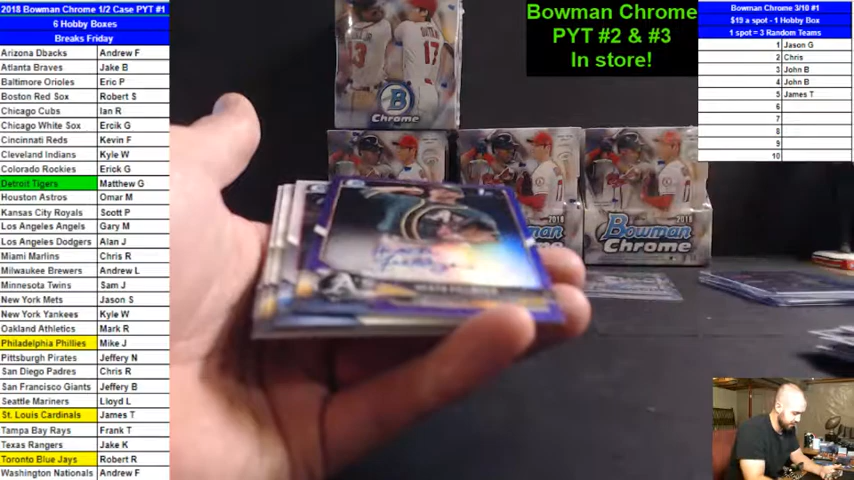 2018 Bowman Chrome 1/2 Case PYT #1
6 Hobby Boxes
Breaks Friday
Arizona Dbacks Andrew F
Atlanta Braves Jake B
Baltimore Orioles Eric P
Boston Red Sox Robert S
Chicago Cubs Ian R
Chicago White Sox Ercik G
Cincinnati Reds Kevin F
Cleveland Indians Kyle W
Colorado Rockies Erick G
Detroit Tigers Matthew G
Houston Astros Omar M
Kansas City Royals Scott P
Los Angeles Angels Gary M
Los Angeles Dodgers Alan J
Miami Marlins Chris R
Milwaukee Brewers Andrew L
Minnesota Twins Sam J
New York Mets Jason S
New York Yankees Kyle W
Oakland Athletics Mark R
Philadelphia Phillies Mike J
Pittsburgh Pirates Jeffery N
San Diego Padres Chris R
San Francisco Giants Jeffery B
Seattle Mariners Lloyd L
St. Louis Cardinals James T
Tampa Bay Rays Frank T
Texas Rangers Jake K
Toronto Blue Jays Robert R
Washington Nationals Andrew F
Bowman Chrome
PYT #2 & #3
In store!
Bowman Chrome 3/10 #1
$19 a spot - 1 Hobby Box
1 spot = 3 Random Teams
1 Jason G
2 Chris
3 John B
4 John B
5 James T
6
7
8
9
10
13
17
B
Chrome
2018
Bowman
Chrome
A